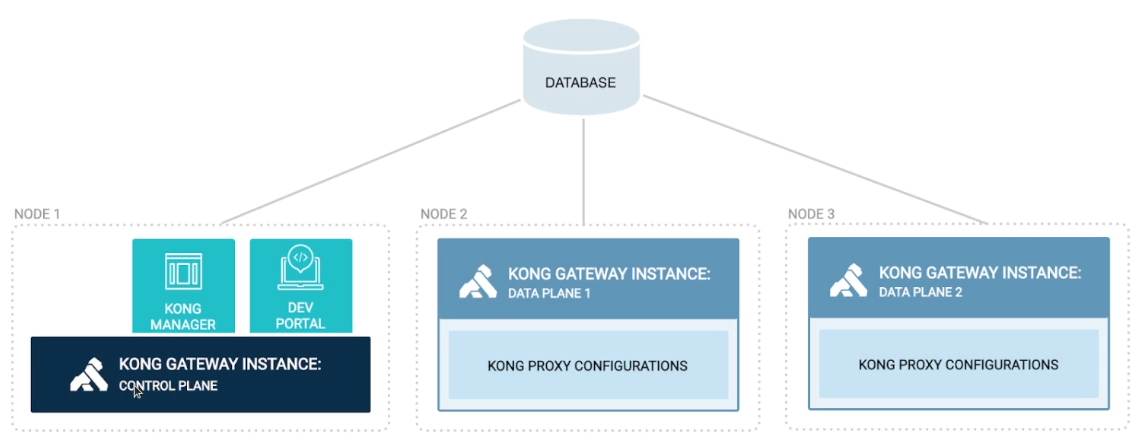 DATABASE
NODE 1
NODE 2
NODE 3
KONG
MANAGER
DEV
PORTAL
KONG GATEWAY INSTANCE:
CONTROL PLANE
KONG GATEWAY INSTANCE:
DATA PLANE 1
KONG PROXY CONFIGURATIONS
KONG GATEWAY INSTANCE:
DATA PLANE 2
KONG PROXY CONFIGURATIONS